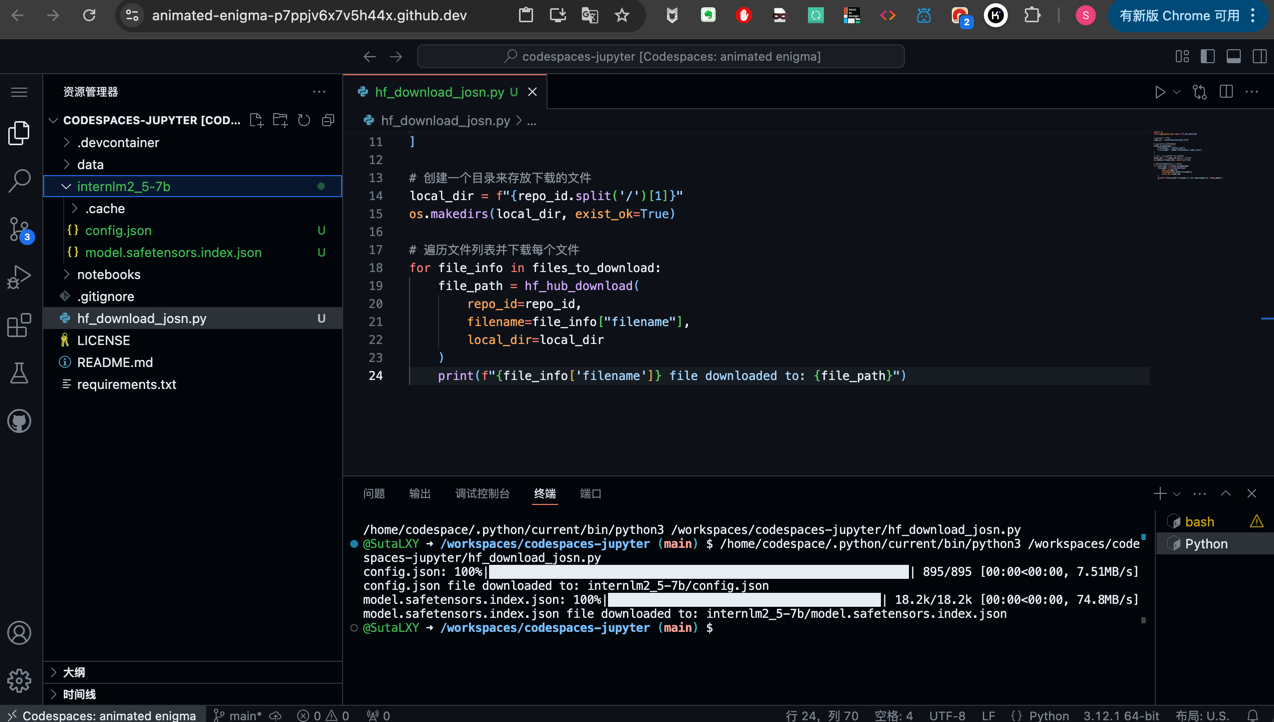 animated-enigma-p7ppjv6x7v5h44x.github.dev
2
S
有新版 Chrome 可用
codespaces-jupyter [Codespaces: animated enigma]
资源管理器
CODESPACES-JUPYTER [COD...
.devcontainer
data
internlm2_5-7b
.cache
{} config.json U
{} model.safetensors.index.json U
notebooks
.gitignore
hf_download_josn.py U
LICENSE
README.md
requirements.txt
大纲
时间线
3
hf_download_josn.py U
hf_download_josn.py > ...
11 ]
12
13 # 创建一个目录来存放下载的文件
14 local_dir = f"{repo_id.split('/')[1]}"
15 os.makedirs(local_dir, exist_ok=True)
16
17 # 遍历文件列表并下载每个文件
18 for file_info in files_to_download:
19 file_path = hf_hub_download(
20 repo_id=repo_id,
21 filename=file_info["filename"],
22 local_dir=local_dir
23 )
24 print(f"{file_info['filename']} file downloaded to: {file_path}")
问题 输出 调试控制台 终端 端口
/home/codespace/.python/current/bin/python3 /workspaces/codespaces-jupyter/hf_download_josn.py
@SutaLXY → /workspaces/codespaces-jupyter (main) $ /home/codespace/.python/current/bin/python3 /workspaces/code
spaces-jupyter/hf_download_josn.py
config.json: 100%| | 895/895 [00:00<00:00, 7.51MB/s]
config.json file downloaded to: internlm2_5-7b/config.json
model.safetensors.index.json: 100%| | 18.2k/18.2k [00:00<00:00, 74.8MB/s]
model.safetensors.index.json file downloaded to: internlm2_5-7b/model.safetensors.index.json
@SutaLXY → /workspaces/codespaces-jupyter (main) $
bash
Python
Codespaces: animated enigma main* 0 0 0 行 24, 列 70 空格: 4 UTF-8 LF {} Python 3.12.1 64-bit 布局: U.S.